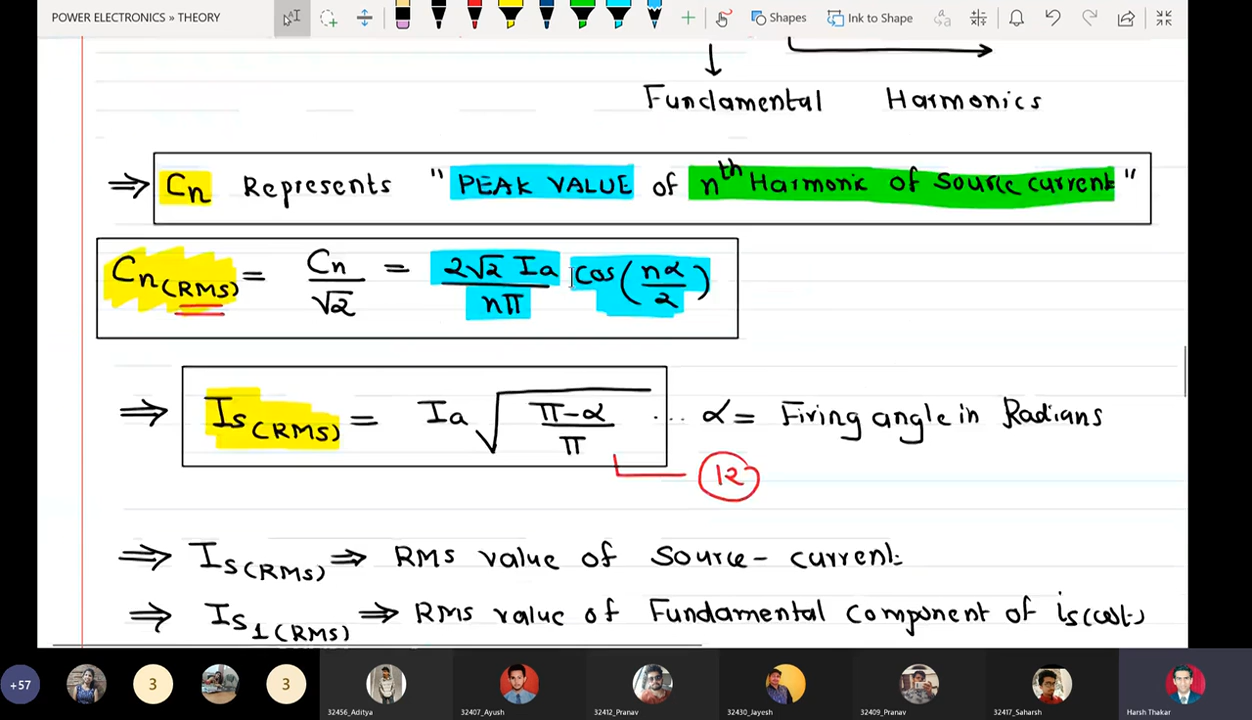 POWER ELECTRONICS » THEORY
Shapes
Ink to Shape
Fundamental Harmonics
⇒ Cn Represents "PEAK VALUE of nth Harmonic of Source current"
Cn(RMS) = Cn/√2 = 2√2 Ia/nπ cos(nα/2)
⇒ Is(RMS) = Ia √(π-α/π) ... α = Firing angle in Radians
12
⇒ Is(RMS) ⇒ RMS value of Source-current
⇒ Is1(RMS) ⇒ RMS value of Fundamental component of is(ωt)
+57 3 3
32456_Aditya 32407_Ayush 32412_Pranav 32430_Jayesh 32409_Pranav 32417_Saharsh Harsh Thakar